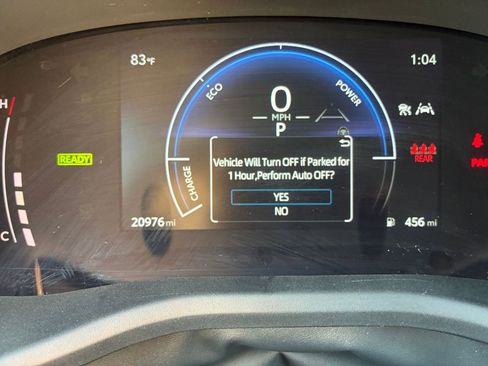 83°F
1:04
H
ECO
POWER
0
MPH
P
READY
REAR
CHARGE
Vehicle Will Turn OFF if Parked for
1 Hour,Perform Auto OFF?
YES
NO
C
20976 mi
456 mi